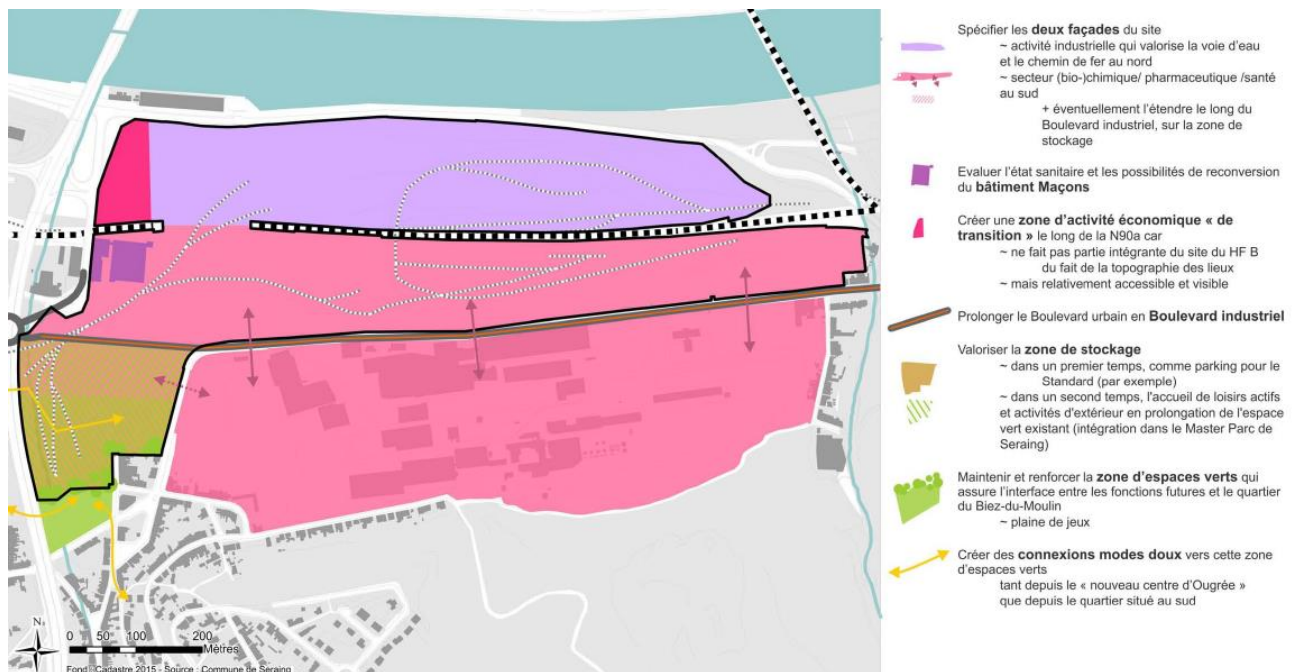 Spécifier les deux façades du site
~ activité industrielle qui valorise la voie d'eau
et le chemin de fer au nord
~ secteur (bio-)chimique/ pharmaceutique /santé
au sud
+ éventuellement l'étendre le long du
Boulevard industriel, sur la zone de
stockage
Evaluer l'état sanitaire et les possibilités de reconversion
du bâtiment Maçons
Créer une zone d'activité économique « de
transition » le long de la N90a car
~ ne fait pas partie intégrante du site du HF B
du fait de la topographie des lieux
~ mais relativement accessible et visible
Prolonger le Boulevard urbain en Boulevard industriel
Valoriser la zone de stockage
~ dans un premier temps, comme parking pour le
Standard (par exemple)
~ dans un second temps, l'accueil de loisirs actifs
et activités d'extérieur en prolongation de l'espace
vert existant (intégration dans le Master Parc de
Seraing)
Maintenir et renforcer la zone d'espaces verts qui
assure l'interface entre les fonctions futures et le quartier
du Biez-du-Moulin
~ plaine de jeux
Créer des connexions modes doux vers cette zone
d'espaces verts
tant depuis le « nouveau centre d'Ougrée »
que depuis le quartier situé au sud
N
0 50 100 200
Mètres
Fond : Cadastre 2015 - Source : Commune de Seraing